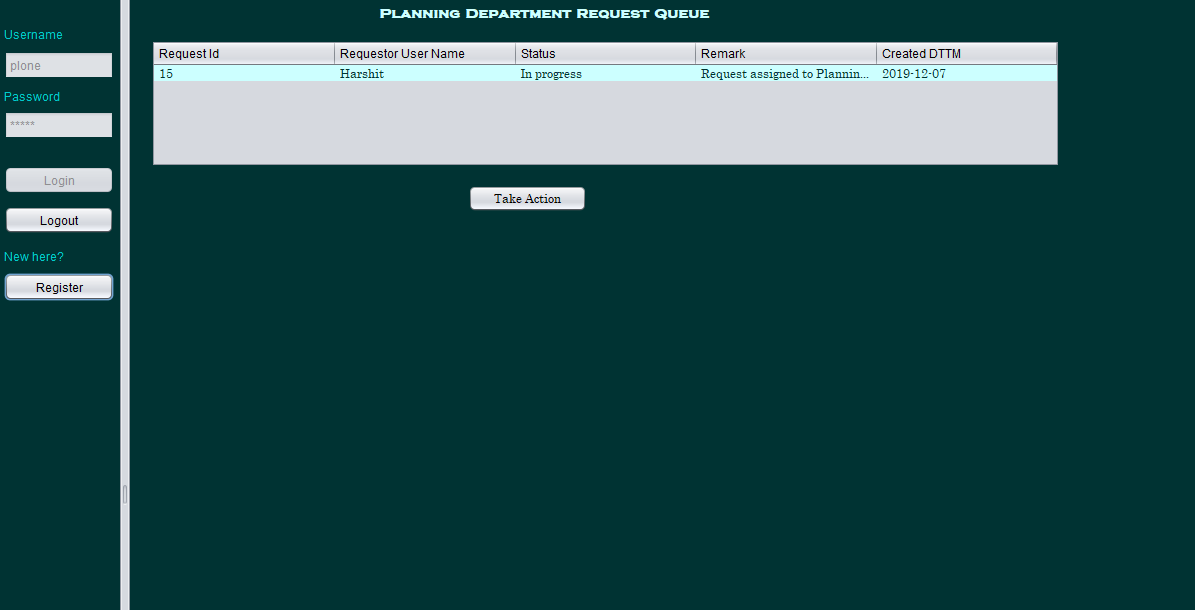 Planning Department Request Queue
Username
plone
Password
*****
Login
Logout
New here?
Register
Request Id Requestor User Name Status Remark Created DTTM
15 Harshit In progress Request assigned to Plannin... 2019-12-07
Take Action